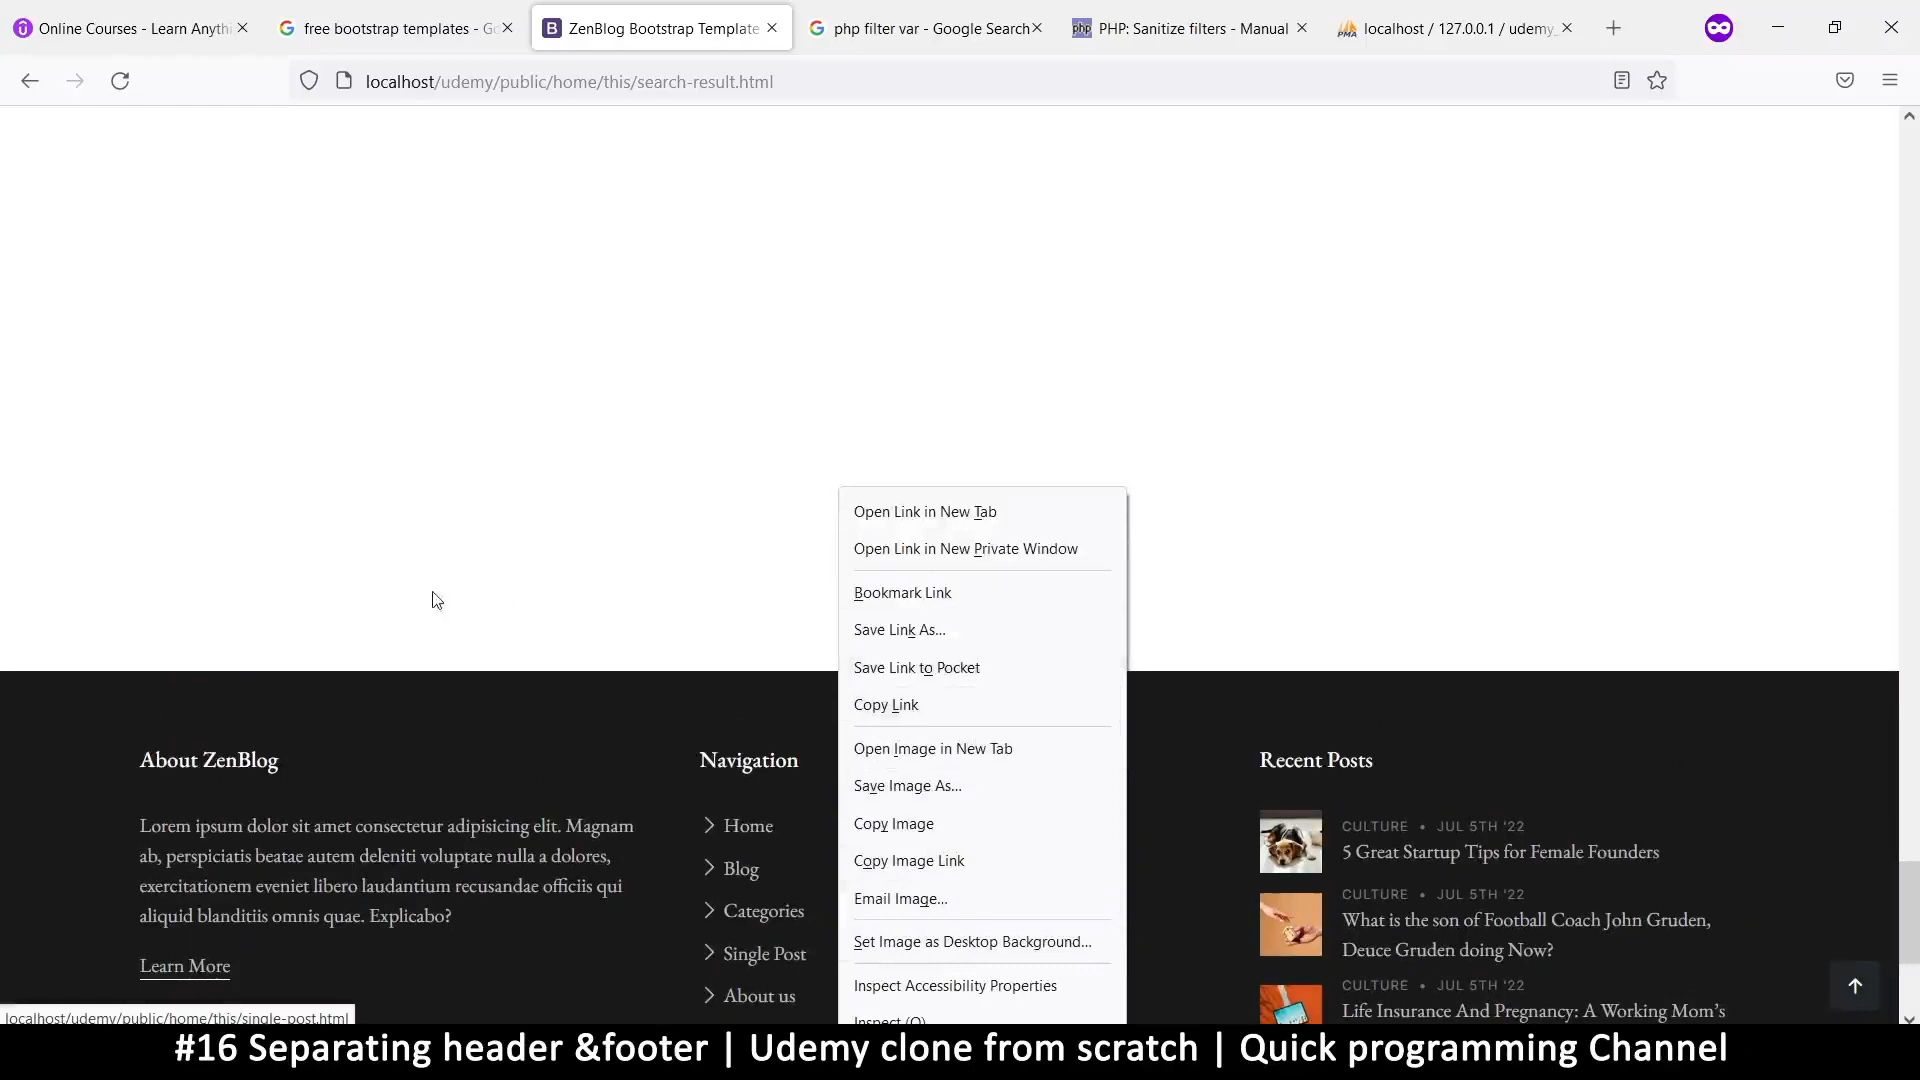 Online Courses - Learn Anythi
free bootstrap templates - Go
ZenBlog Bootstrap Template
php filter var - Google Search
PHP: Sanitize filters - Manual
localhost / 127.0.0.1 / udemy_
localhost/udemy/public/home/this/search-result.html
Open Link in New Tab
Open Link in New Private Window
Bookmark Link
Save Link As...
Save Link to Pocket
Copy Link
Open Image in New Tab
Save Image As...
Copy Image
Copy Image Link
Email Image...
Set Image as Desktop Background...
Inspect Accessibility Properties
Inspect (Q)
About ZenBlog
Lorem ipsum dolor sit amet consectetur adipisicing elit. Magnam
ab, perspiciatis beatae autem deleniti voluptate nulla a dolores,
exercitationem eveniet libero laudantium recusandae officiis qui
aliquid blanditiis omnis quae. Explicabo?
Learn More
Navigation
Home
Blog
Categories
Single Post
About us
Recent Posts
CULTURE • JUL 5TH '22
5 Great Startup Tips for Female Founders
CULTURE • JUL 5TH '22
What is the son of Football Coach John Gruden,
Deuce Gruden doing Now?
CULTURE • JUL 5TH '22
Life Insurance And Pregnancy: A Working Mom's
localhost/udemy/public/home/this/single-post.html
#16 Separating header &footer | Udemy clone from scratch | Quick programming Channel